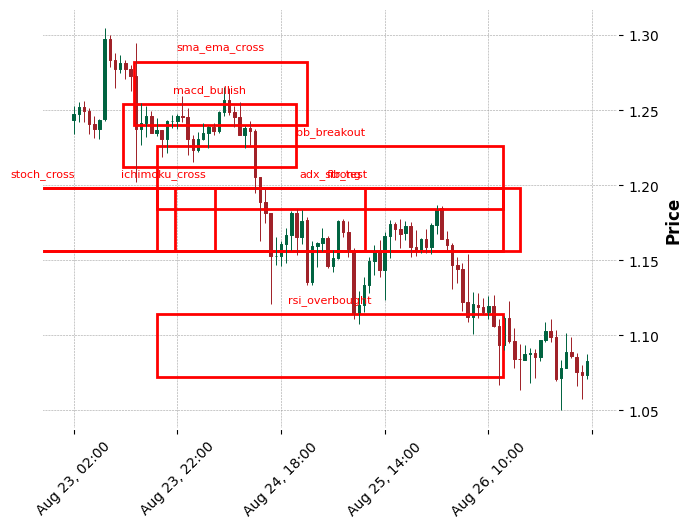 sma_ema_cross
macd_bullish
bb_breakout
stoch_cross
ichimoku_cross
adx_strong
rsi_overbought
1.30
1.25
1.20
1.15
1.10
1.05
Price
Aug 23, 02:00
Aug 23, 22:00
Aug 24, 18:00
Aug 25, 14:00
Aug 26, 10:00